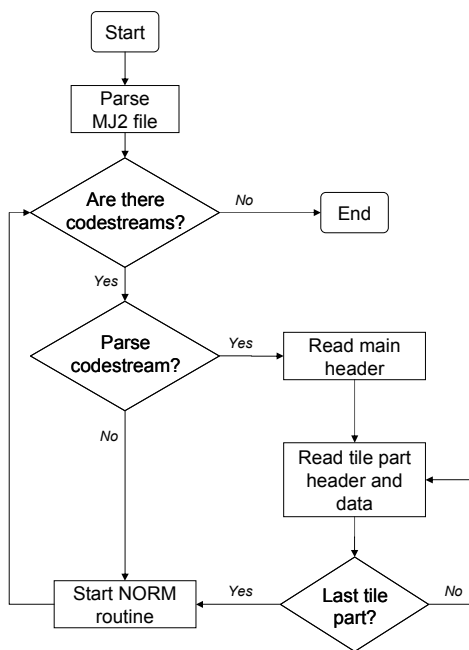 Start
Parse
MJ2 file
Are there
codestreams?
No
End
Yes
Parse
codestream?
Yes
Read main
header
No
Read tile part
header and
data
Start NORM
routine
Yes
Last tile
part?
No